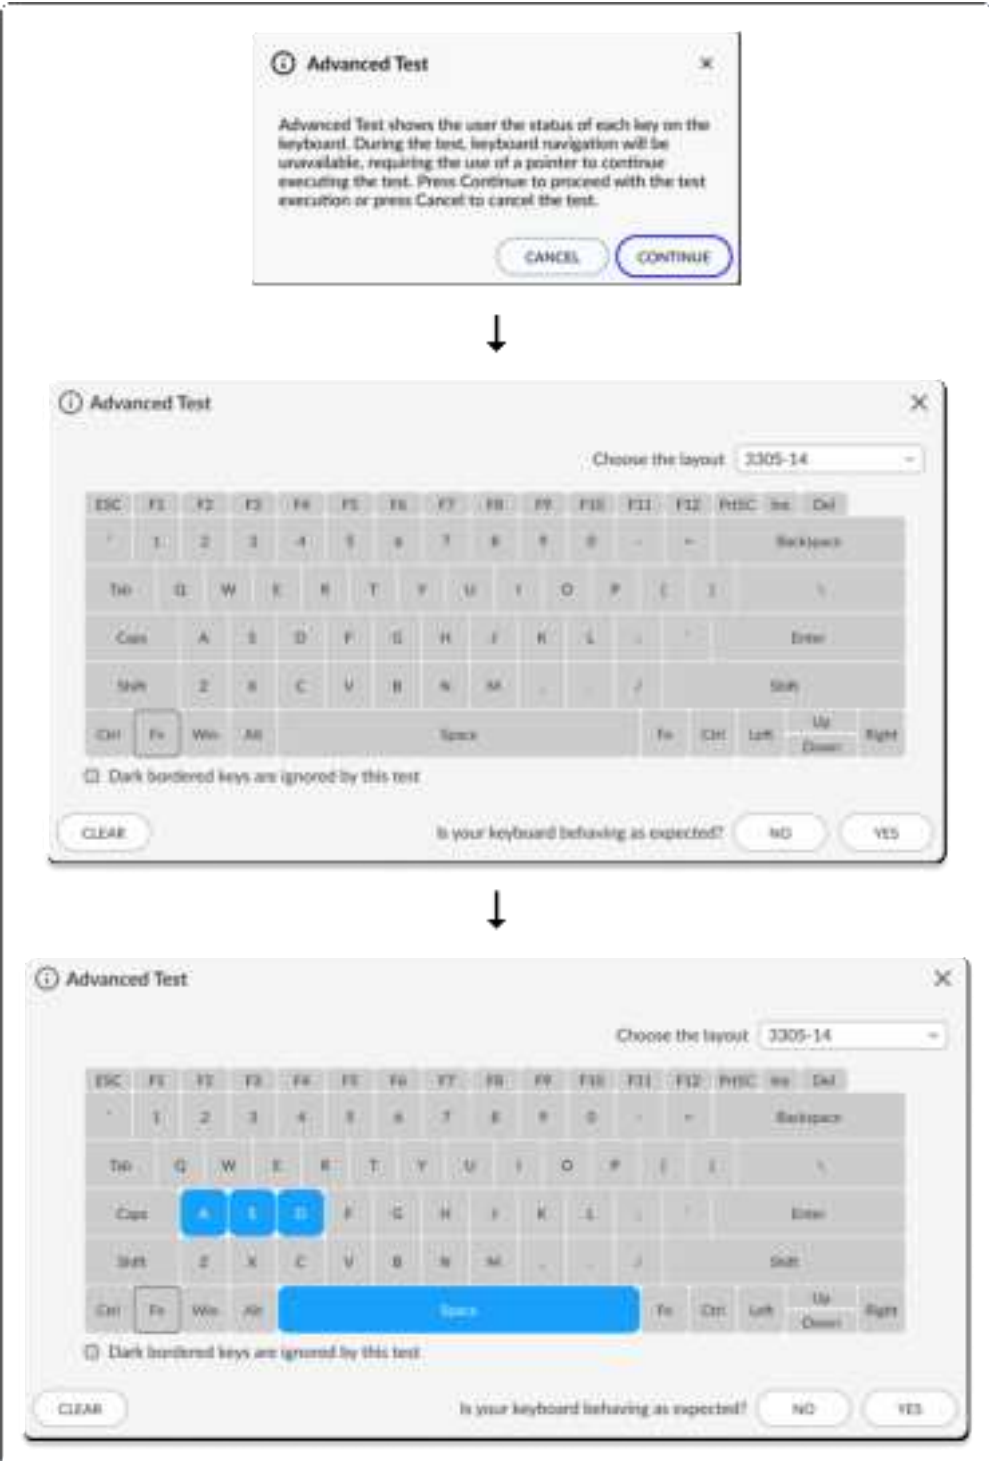 Advanced Test
Advanced Test shows the user the status of each key on the
keyboard. During the test, keyboard navigation will be
unavailable, requiring the use of a pointer to continue
executing the test. Press Continue to proceed with the test
execution or press Cancel to cancel the test.
CANCEL CONTINUE
Advanced Test
Choose the layout 3305-14
ESC F1 F2 F3 F4 F5 F6 F7 F8 F9 F10 F11 F12 PrtSC Ins Del
1 2 3 4 5 6 7 8 9 0 - = Backspace
Tab Q W E R T Y U I O P [ ] \
Caps A S D F G H J K L ; ' Enter
Shift Z X C V B N M , . / Shift
Ctrl Fn Win Alt Space Fn Ctrl Left Up Down Right
Dark bordered keys are ignored by this test
CLEAR Is your keyboard behaving as expected? NO YES
Advanced Test
Choose the layout 3305-14
ESC F1 F2 F3 F4 F5 F6 F7 F8 F9 F10 F11 F12 PrtSC Ins Del
1 2 3 4 5 6 7 8 9 0 - = Backspace
Tab Q W E R T Y U I O P [ ] \
Caps A S D F G H J K L ; ' Enter
Shift Z X C V B N M , . / Shift
Ctrl Fn Win Alt Space Fn Ctrl Left Up Down Right
Dark bordered keys are ignored by this test
CLEAR Is your keyboard behaving as expected? NO YES